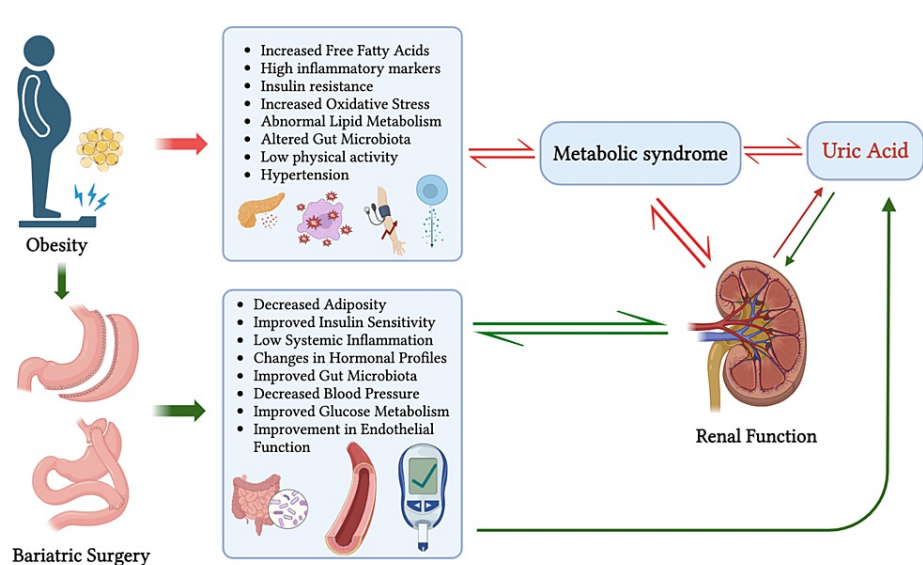 Increased Free Fatty Acids
High inflammatory markers
Insulin resistance
Increased Oxidative Stress
Abnormal Lipid Metabolism
Altered Gut Microbiota
Low physical activity
Hypertension
Metabolic syndrome
Uric Acid
Obesity
Decreased Adiposity
Improved Insulin Sensitivity
Low Systemic Inflammation
Changes in Hormonal Profiles
Improved Gut Microbiota
Decreased Blood Pressure
Improved Glucose Metabolism
Improvement in Endothelial
Function
Renal Function
Bariatric Surgery